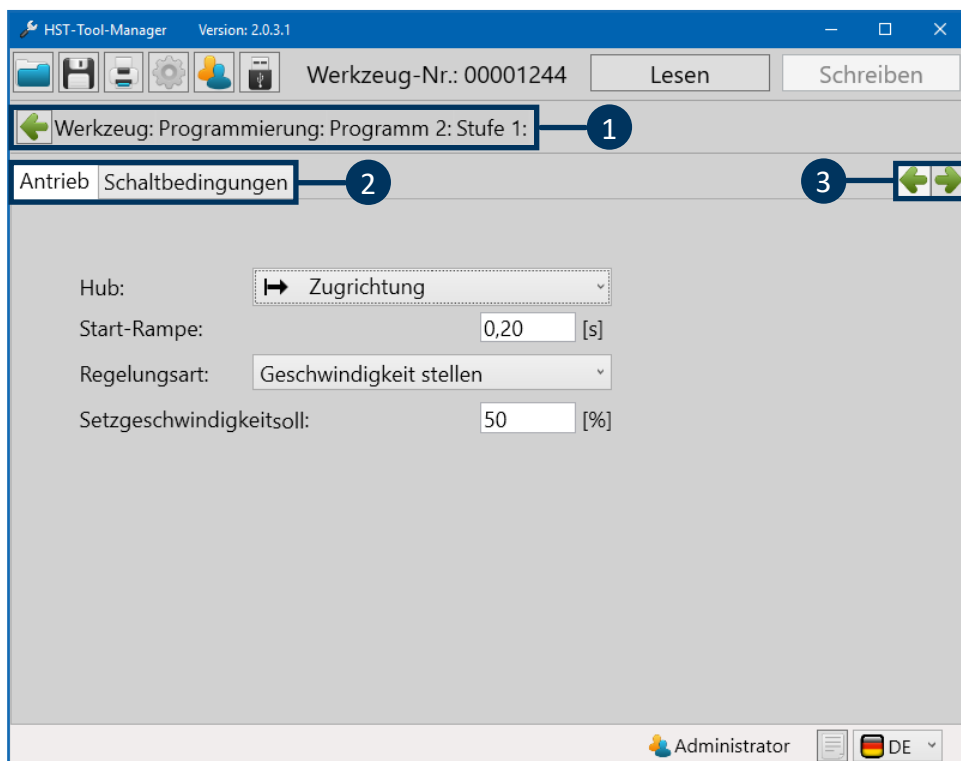 HST-Tool-Manager Version: 2.0.3.1
Werkzeug-Nr.: 00001244 Lesen Schreiben
Werkzeug: Programmierung: Programm 2: Stufe 1: 1
Antrieb Schaltbedingungen 2 3
Hub: Zugrichtung
Start-Rampe: 0,20 [s]
Regelungsart: Geschwindigkeit stellen
Setzgeschwindigkeitsoll: 50 [%]
Administrator DE